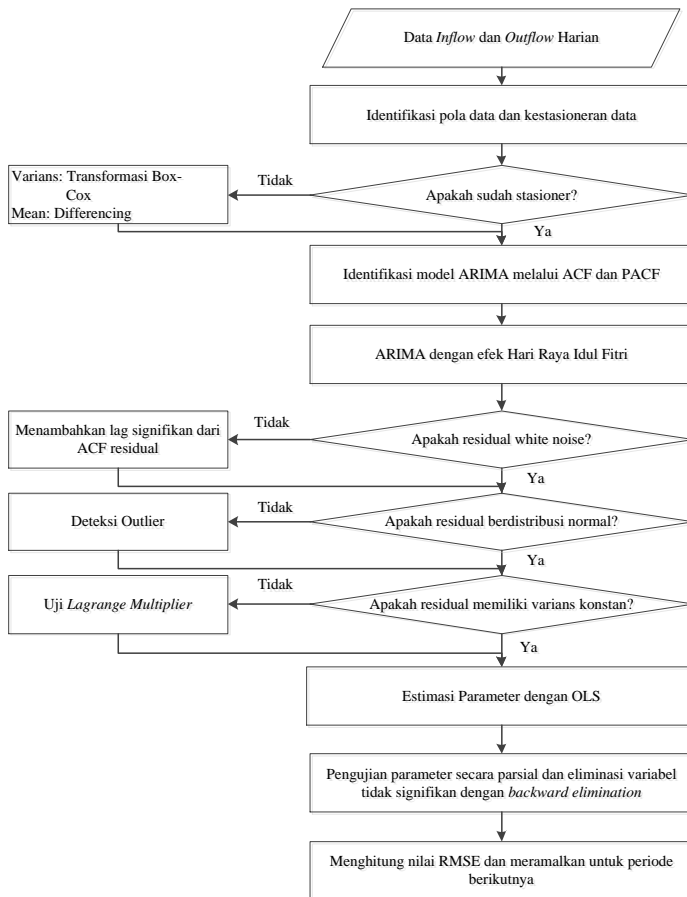 Data Inflow dan Outflow Harian
Identifikasi pola data dan kestasioneran data
Varians: Transformasi Box-
Cox
Mean: Differencing
Tidak
Apakah sudah stasioner?
Ya
Identifikasi model ARIMA melalui ACF dan PACF
ARIMA dengan efek Hari Raya Idul Fitri
Menambahkan lag signifikan dari
ACF residual
Tidak
Apakah residual white noise?
Ya
Deteksi Outlier
Tidak
Apakah residual berdistribusi normal?
Ya
Uji Lagrange Multiplier
Tidak
Apakah residual memiliki varians konstan?
Ya
Estimasi Parameter dengan OLS
Pengujian parameter secara parsial dan eliminasi variabel
tidak signifikan dengan backward elimination
Menghitung nilai RMSE dan meramalkan untuk periode
berikutnya